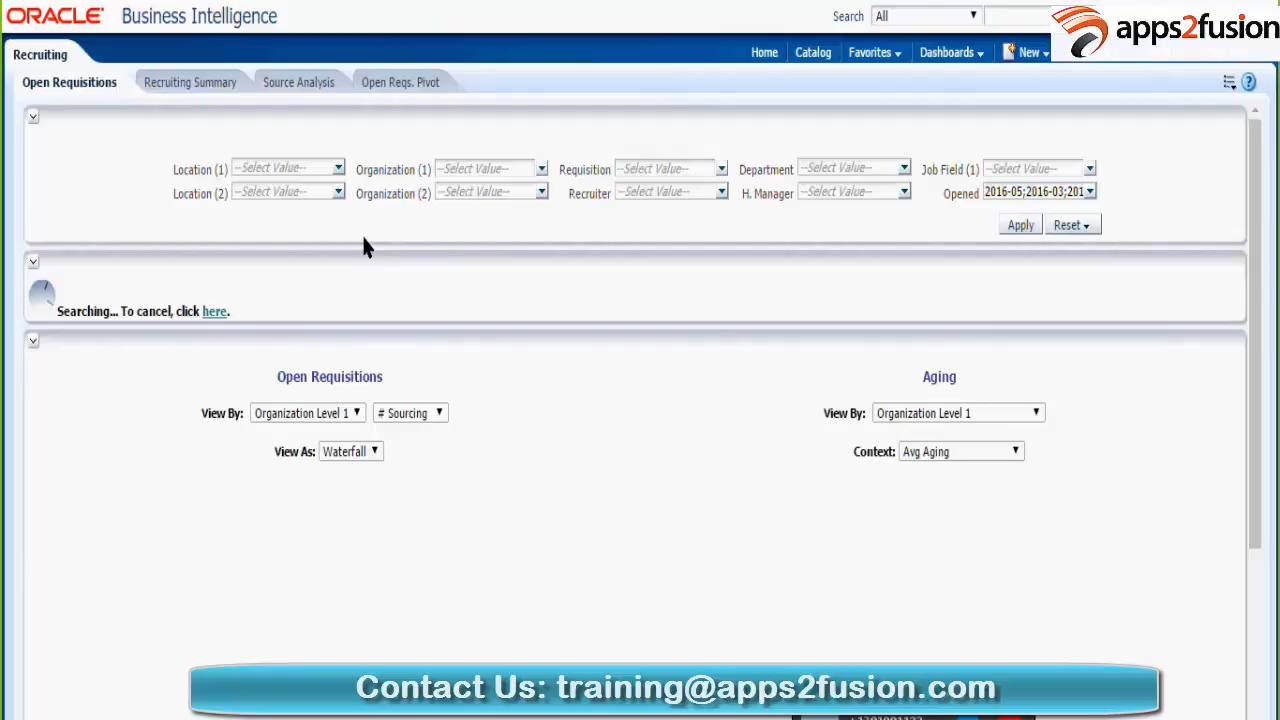 ORACLE Business Intelligence
Search All
apps2fusion
Recruiting
Home Catalog Favorites Dashboards New
Open Requisitions Recruiting Summary Source Analysis Open Reqs. Pivot
Location (1) --Select Value-- Organization (1) --Select Value-- Requisition --Select Value-- Department --Select Value-- Job Field (1) --Select Value--
Location (2) --Select Value-- Organization (2) --Select Value-- Recruiter --Select Value-- H. Manager --Select Value-- Opened 2016-05;2016-03;201
Apply Reset
Searching... To cancel, click here.
Open Requisitions Aging
View By: Organization Level 1 # Sourcing View By: Organization Level 1
View As: Waterfall Context: Avg Aging
Contact Us: training@apps2fusion.com